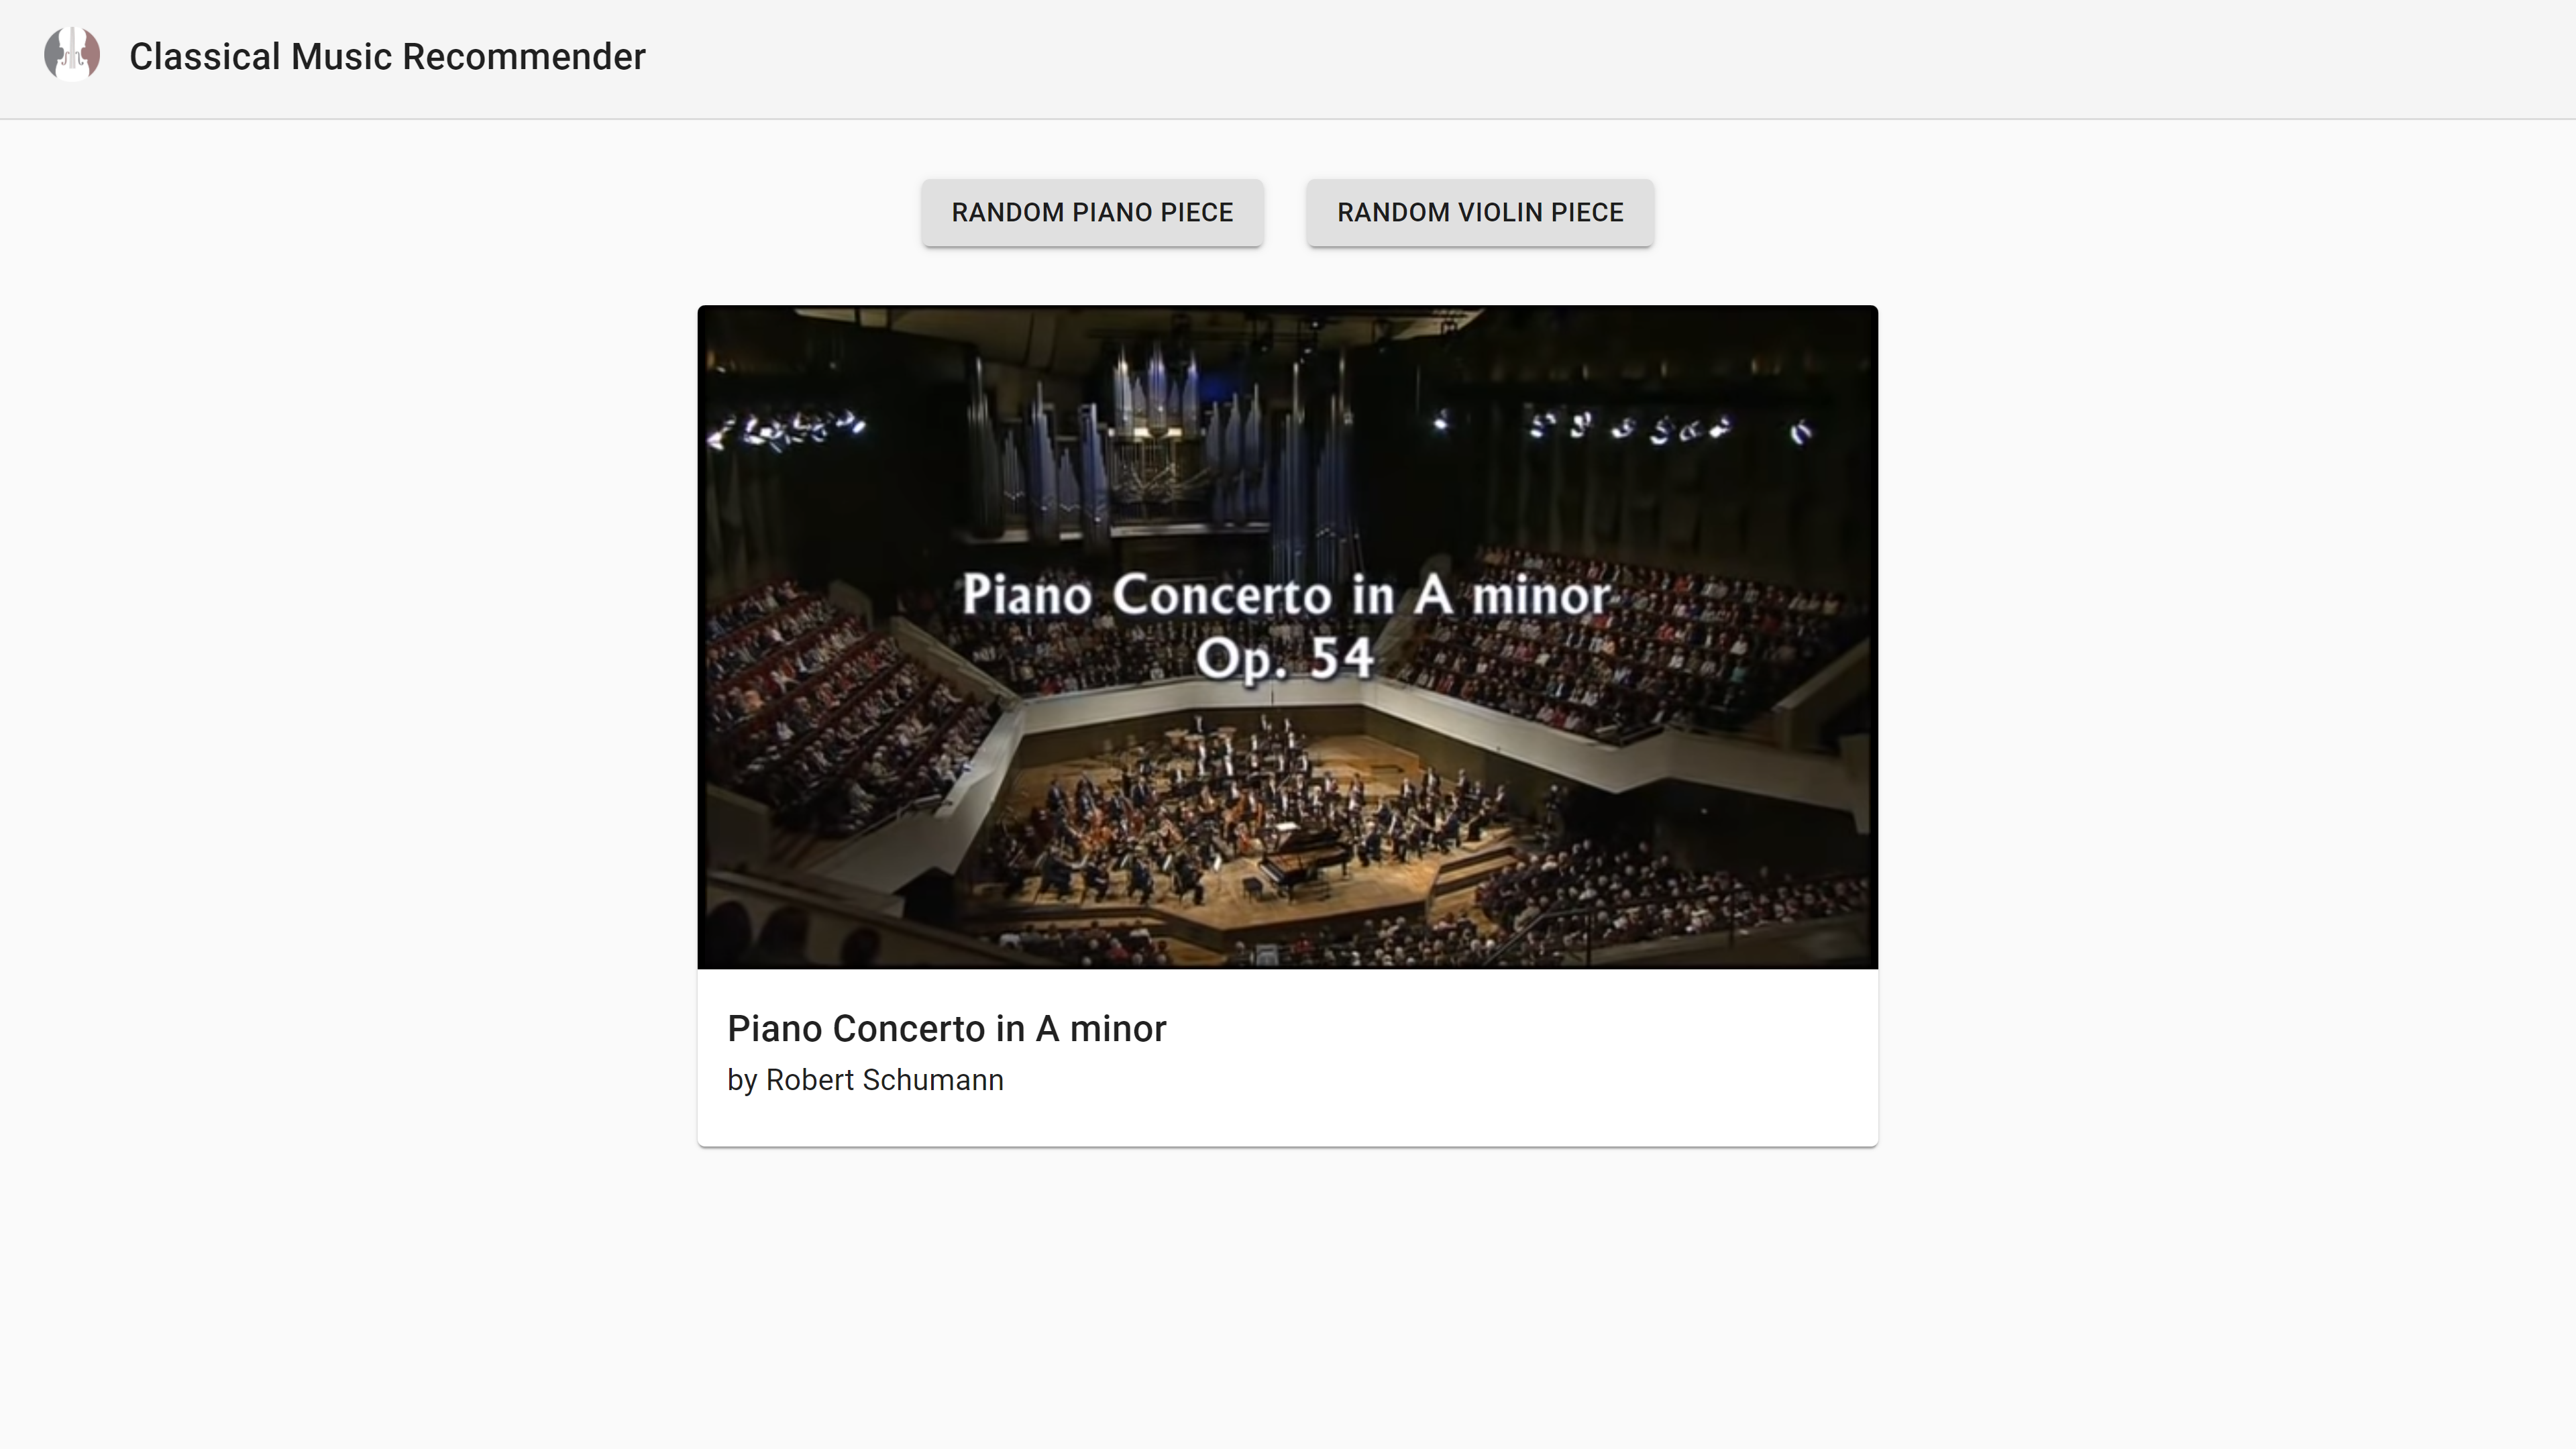 Classical Music Recommender
RANDOM PIANO PIECE
RANDOM VIOLIN PIECE
Piano Concerto in A minor
Op. 54
Piano Concerto in A minor
by Robert Schumann